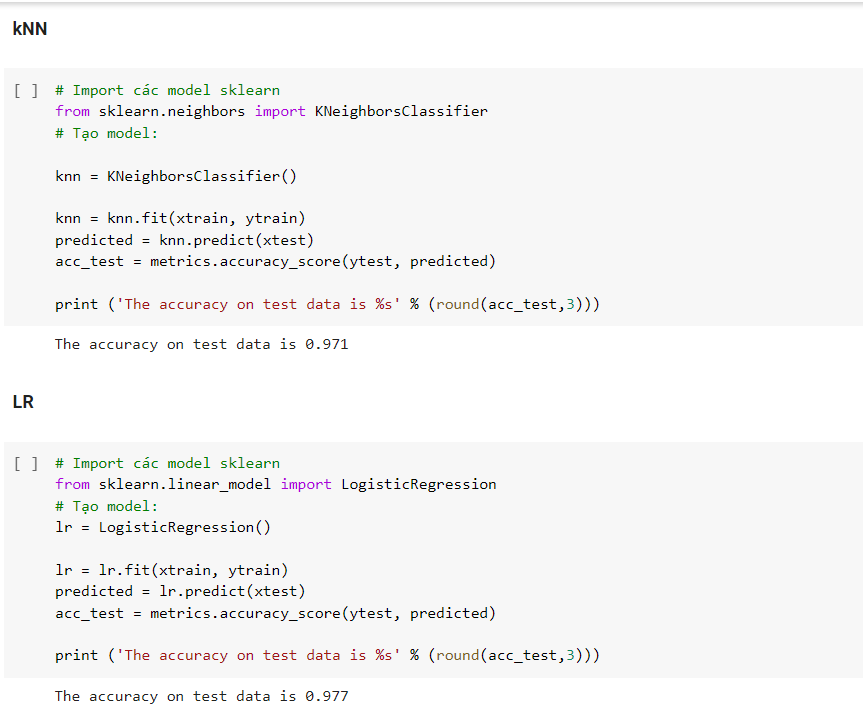 kNN
[ ] # Import các model sklearn
from sklearn.neighbors import KNeighborsClassifier
# Tạo model:
knn = KNeighborsClassifier()
knn = knn.fit(xtrain, ytrain)
predicted = knn.predict(xtest)
acc_test = metrics.accuracy_score(ytest, predicted)
print ('The accuracy on test data is %s' % (round(acc_test,3)))
The accuracy on test data is 0.971
LR
[ ] # Import các model sklearn
from sklearn.linear_model import LogisticRegression
# Tạo model:
lr = LogisticRegression()
lr = lr.fit(xtrain, ytrain)
predicted = lr.predict(xtest)
acc_test = metrics.accuracy_score(ytest, predicted)
print ('The accuracy on test data is %s' % (round(acc_test,3)))
The accuracy on test data is 0.977